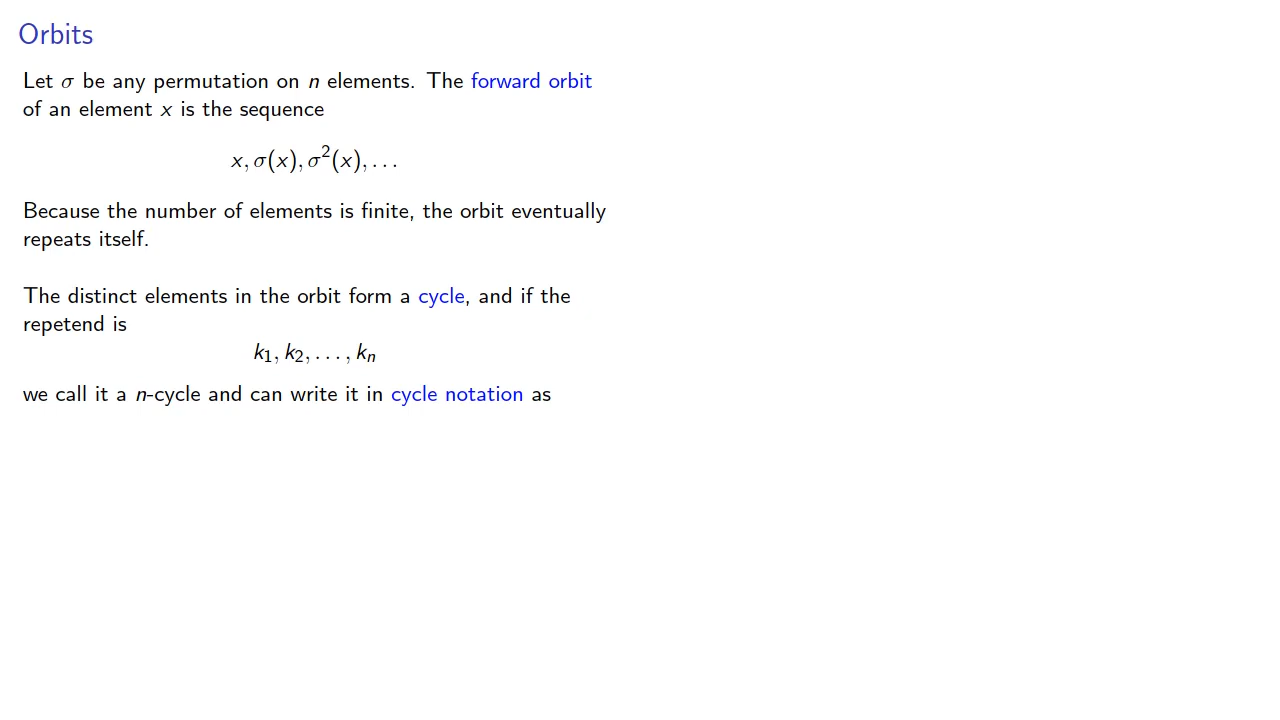 Orbits
Let σ be any permutation on n elements. The forward orbit
of an element x is the sequence
x, σ(x), σ²(x), . . .
Because the number of elements is finite, the orbit eventually
repeats itself.
The distinct elements in the orbit form a cycle, and if the
repetend is
k₁, k₂, . . . , kₙ
we call it a n-cycle and can write it in cycle notation as